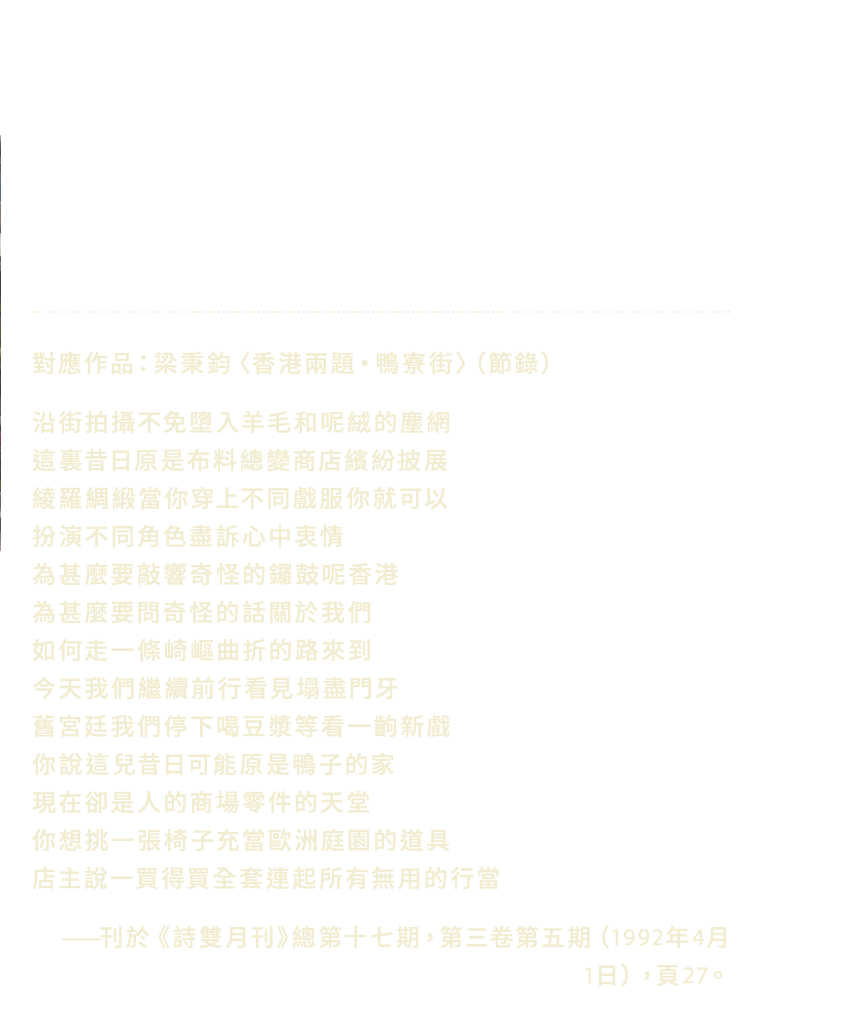 對應作品：梁秉鈞〈香港兩題·鴨寮街〉（節錄）
沿街拍攝不免墮入羊毛和呢絨的塵網
這裏昔日原是布料總變商店繽紛披展
綾羅綢緞當你穿上不同戲服你就可以
扮演不同角色盡訴心中衷情
為甚麼要敲響奇怪的鑼鼓呢香港
為甚麼要問奇怪的話關於我們
如何走一條崎嶇曲折的路來到
今天我們繼續前行看見塌盡門牙
舊宮廷我們停下喝豆漿等看一齣新戲
你說這兒昔日可能原是鴨子的家
現在卻是人的商場零件的天堂
你想挑一張椅子充當歐洲庭園的道具
店主說一買得買全套連起所有無用的行當
——刊於《詩雙月刊》總第十七期，第三卷第五期（1992年4月
1日），頁27。